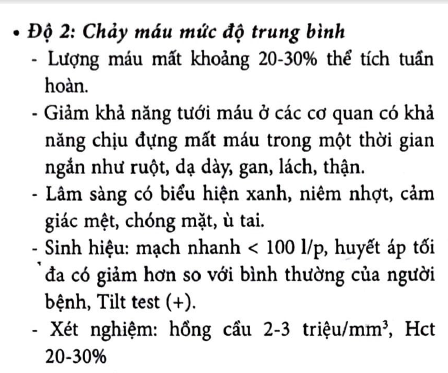 • Độ 2: Chảy máu mức độ trung bình
- Lượng máu mất khoảng 20-30% thể tích tuần
hoàn.
- Giảm khả năng tưới máu ở các cơ quan có khả
năng chịu đựng mất máu trong một thời gian
ngắn như ruột, dạ dày, gan, lách, thận.
- Lâm sàng có biểu hiện xanh, niêm nhợt, cảm
giác mệt, chóng mặt, ù tai.
- Sinh hiệu: mạch nhanh < 100 l/p, huyết áp tối
đa có giảm hơn so với bình thường của người
bệnh, Tilt test (+).
- Xét nghiệm: hồng cầu 2-3 triệu/mm³, Hct
20-30%